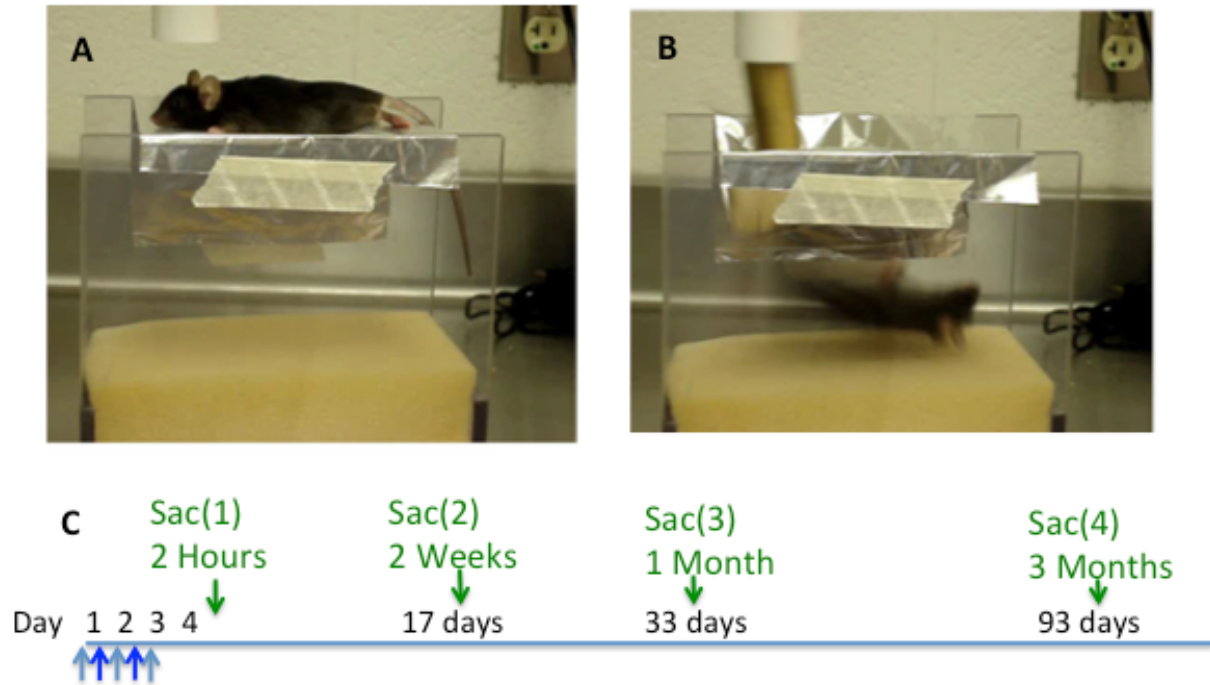 A
B
C
Sac(1)
2 Hours
Sac(2)
2 Weeks
Sac(3)
1 Month
Sac(4)
3 Months
Day 1 2 3 4 17 days 33 days 93 days